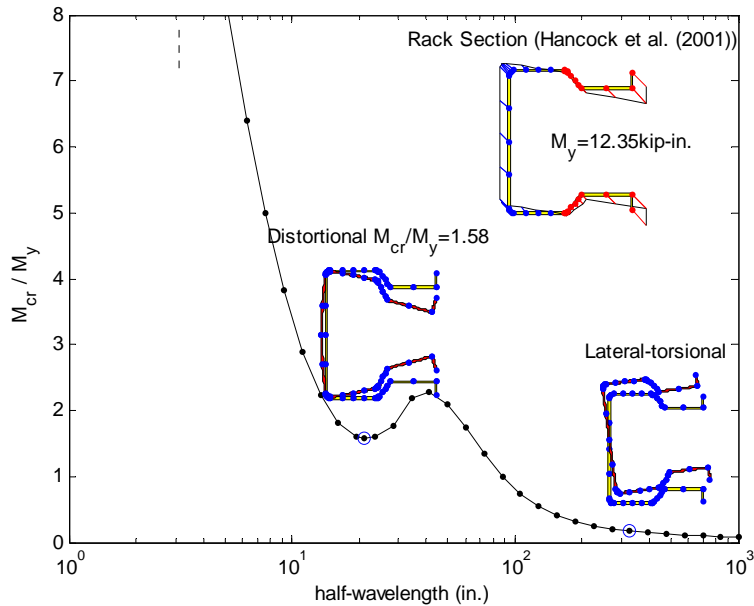 8
7
6
5
4
3
2
1
0
M_cr / M_y
Rack Section (Hancock et al. (2001))
M_y=12.35kip-in.
Distortional M_cr/M_y=1.58
Lateral-torsional
10^0
10^1
10^2
10^3
half-wavelength (in.)